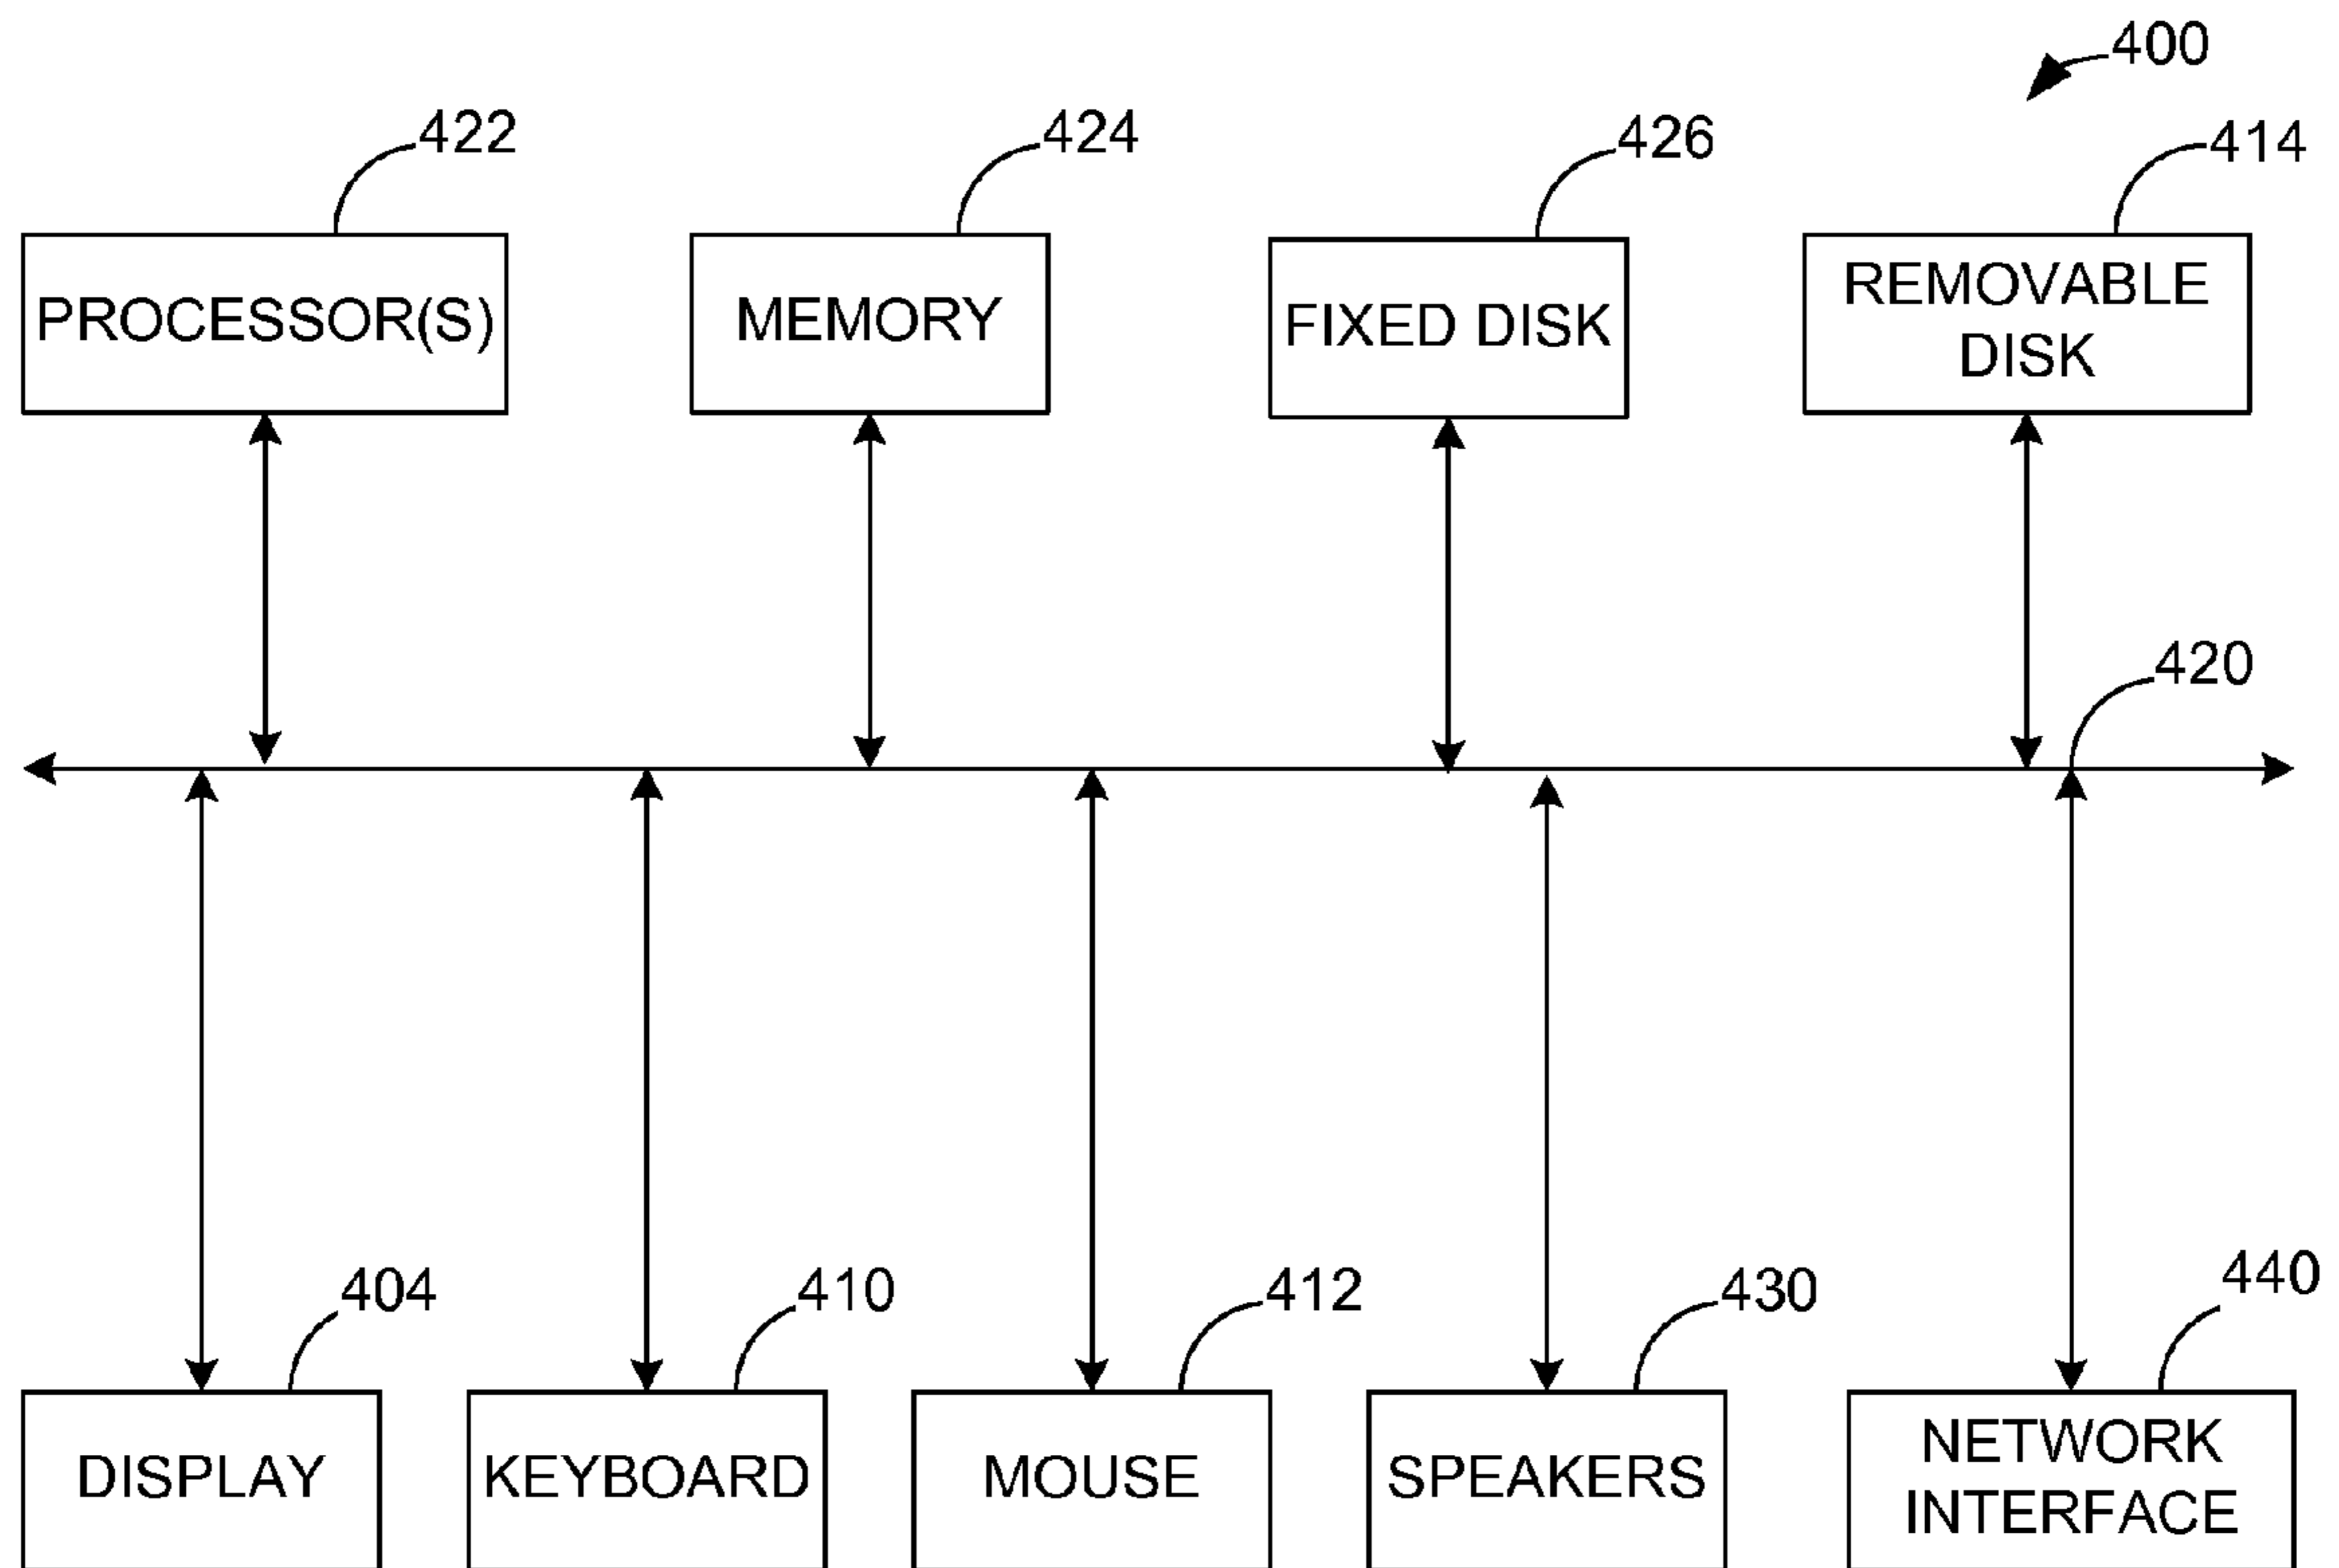 400
422
424
426
414
PROCESSOR(S)
MEMORY
FIXED DISK
REMOVABLE
DISK
420
404
410
412
430
440
DISPLAY
KEYBOARD
MOUSE
SPEAKERS
NETWORK
INTERFACE